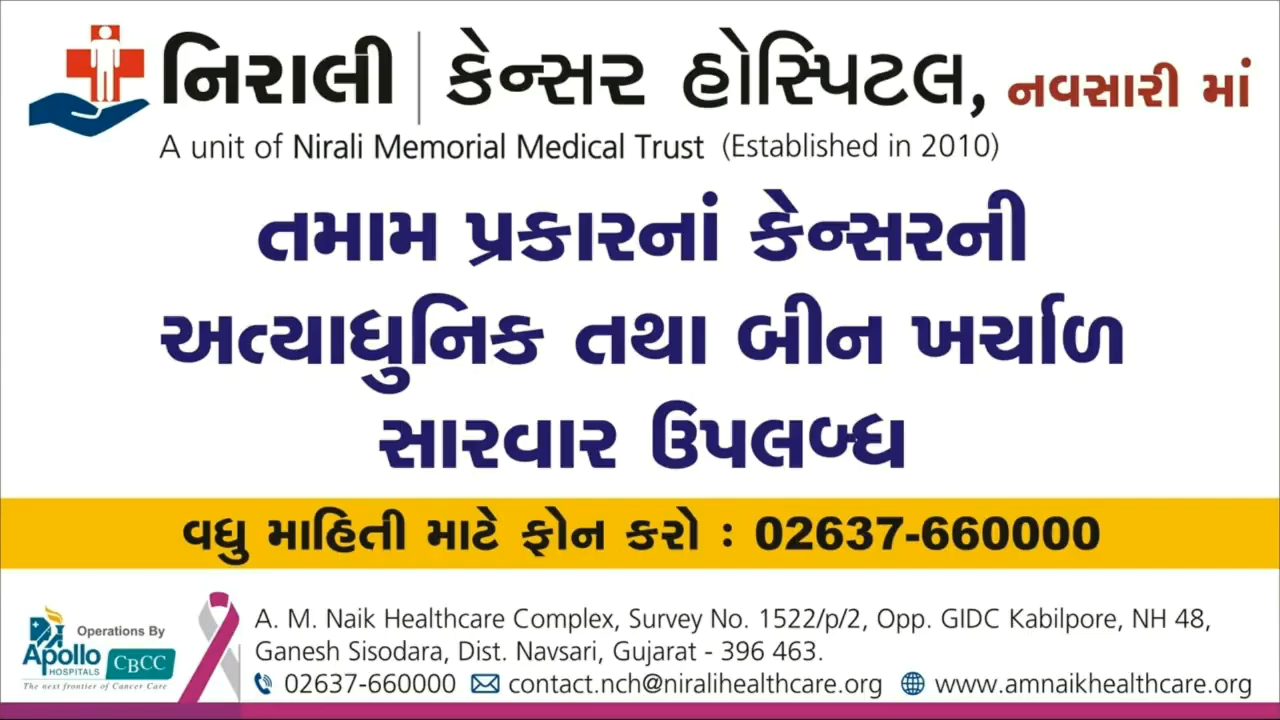 નિરાલી | કેન્સર હોસ્પિટલ, નવસારી માં
A unit of Nirali Memorial Medical Trust (Established in 2010)
તમામ પ્રકારનાં કેન્સરની
અત્યાધુનિક તથા બીન ખર્ચાળ
સારવાર ઉપલબ્ધ
વધુ માહિતી માટે ફોન કરો : 02637-660000
Operations By
Apollo
HOSPITALS
CBCC
The next frontier of Cancer Care
A. M. Naik Healthcare Complex, Survey No. 1522/p/2, Opp. GIDC Kabilpore, NH 48,
Ganesh Sisodara, Dist. Navsari, Gujarat - 396 463.
02637-660000 contact.nch@niralihealthcare.org www.amnaikhealthcare.org